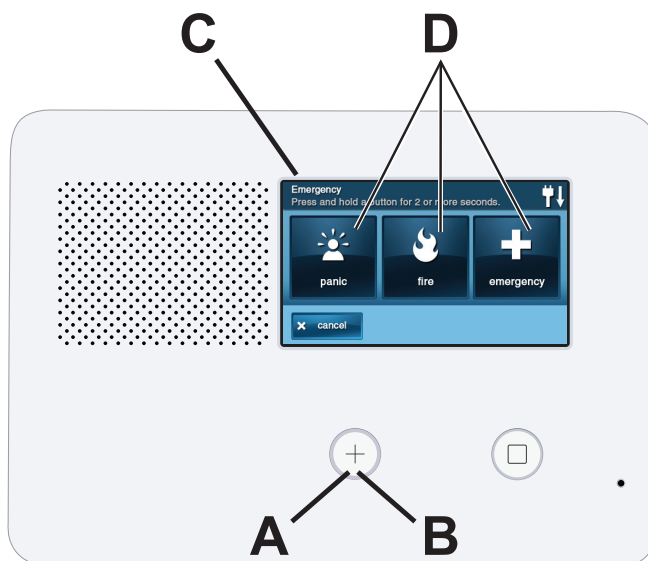 C D
Emergency
Press and hold a button for 2 or more seconds.
panic fire emergency
cancel
A B